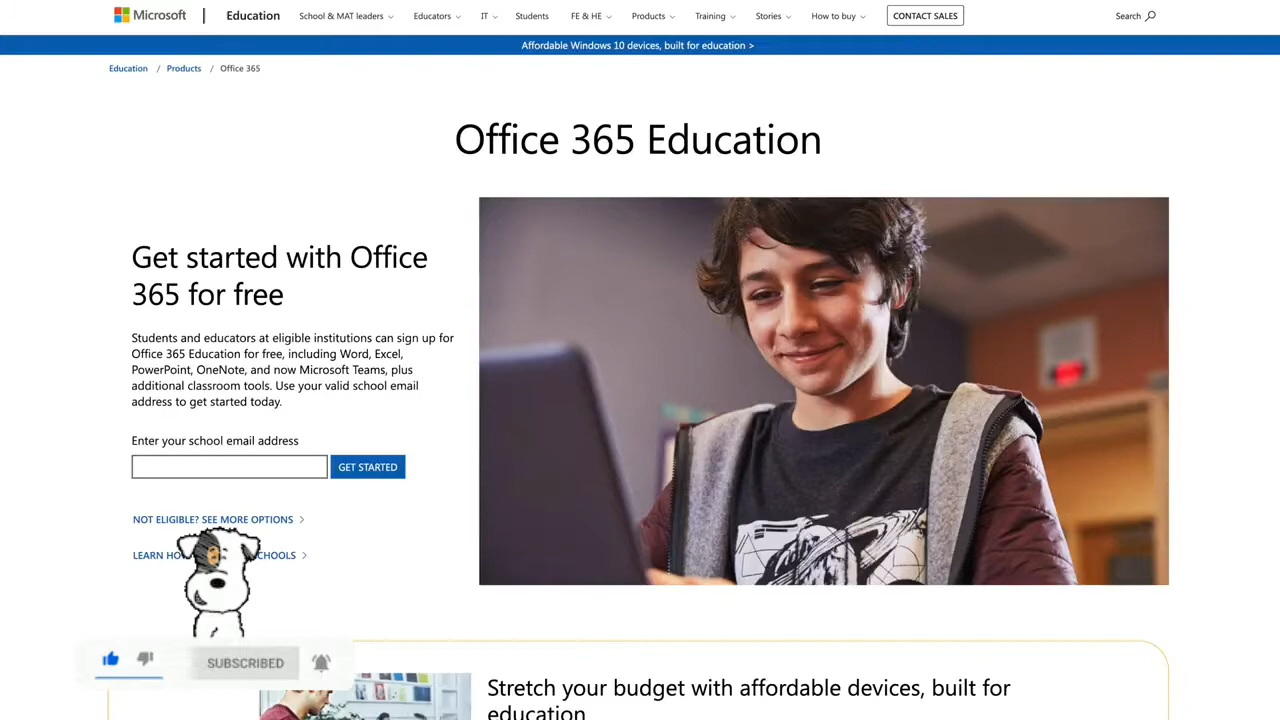 Microsoft Education School & MAT leaders Educators IT Students FE & HE Products Training Stories How to buy CONTACT SALES Search
Affordable Windows 10 devices, built for education >
Education / Products / Office 365
Office 365 Education
Get started with Office
365 for free
Students and educators at eligible institutions can sign up for
Office 365 Education for free, including Word, Excel,
PowerPoint, OneNote, and now Microsoft Teams, plus
additional classroom tools. Use your valid school email
address to get started today.
Enter your school email address
GET STARTED
NOT ELIGIBLE? SEE MORE OPTIONS >
LEARN
SUBSCRIBED
Stretch your budget with affordable devices, built for
education